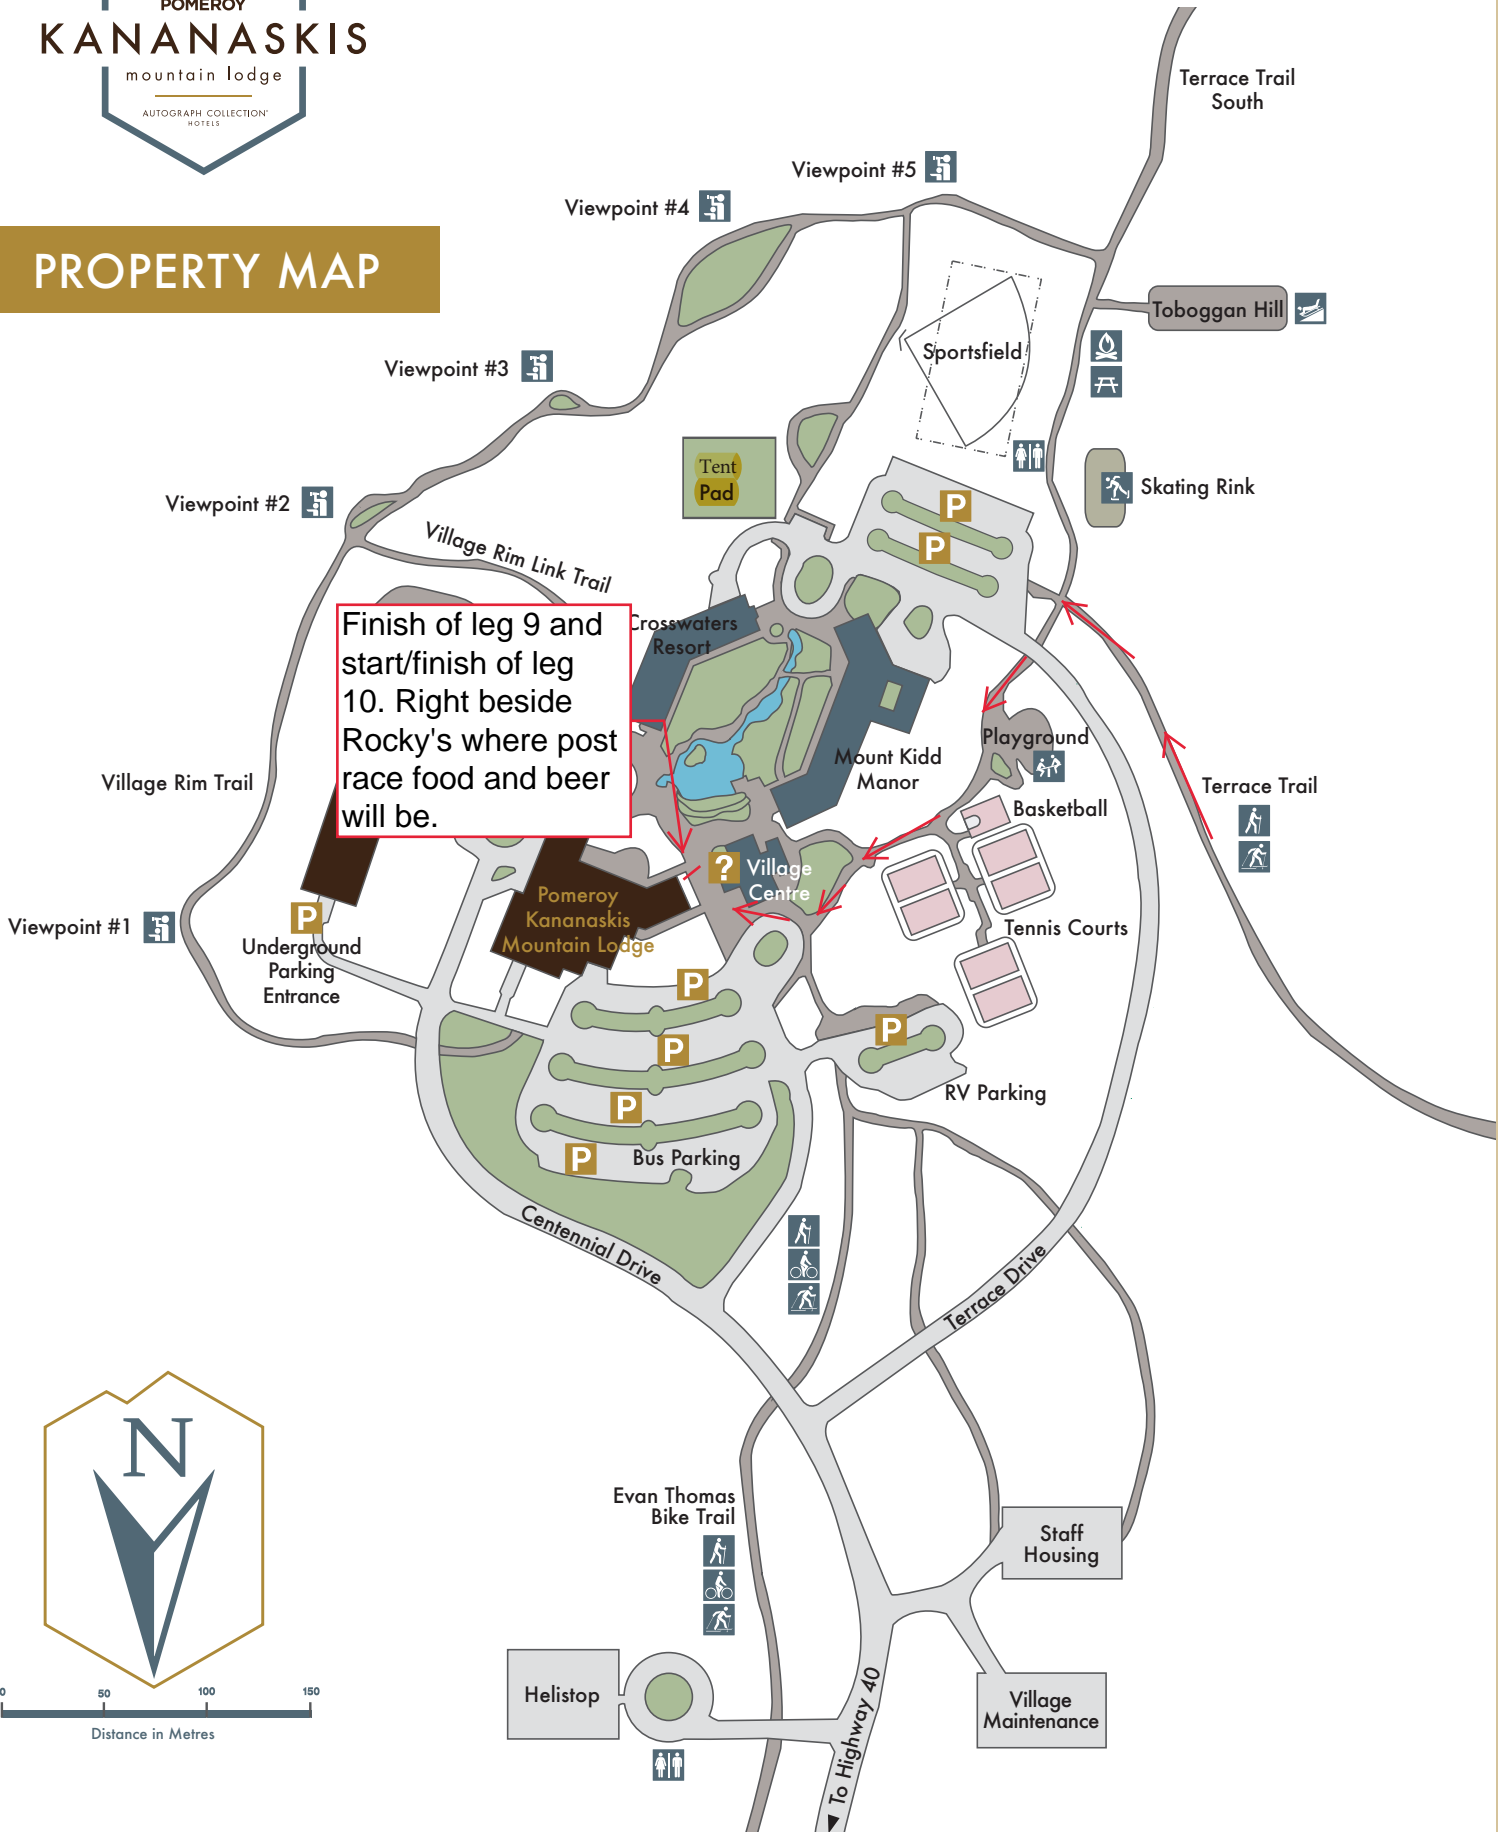 POMEROY
KANANASKIS
mountain lodge
AUTOGRAPH COLLECTION®
HOTELS
PROPERTY MAP
Terrace Trail
South
Viewpoint #5
Viewpoint #4
Toboggan Hill
Sportsfield
Viewpoint #3
Tent
Pad
Skating Rink
Viewpoint #2
P
Village Rim Link Trail
P
Finish of leg 9 and
start/finish of leg
10. Right beside
Rocky's where post
race food and beer
will be.
Crosswaters
Resort
Playground
Mount Kidd
Manor
Village Rim Trail
Terrace Trail
Basketball
?
Village
Centre
Pomeroy
Kananaskis
Mountain Lodge
Viewpoint #1
P
Underground
Parking
Entrance
Tennis Courts
P
P
P
RV Parking
P
P
Bus Parking
Centennial Drive
Terrace Drive
N
Evan Thomas
Bike Trail
Staff
Housing
Helistop
Village
Maintenance
To Highway 40
0 50 100 150
Distance in Metres